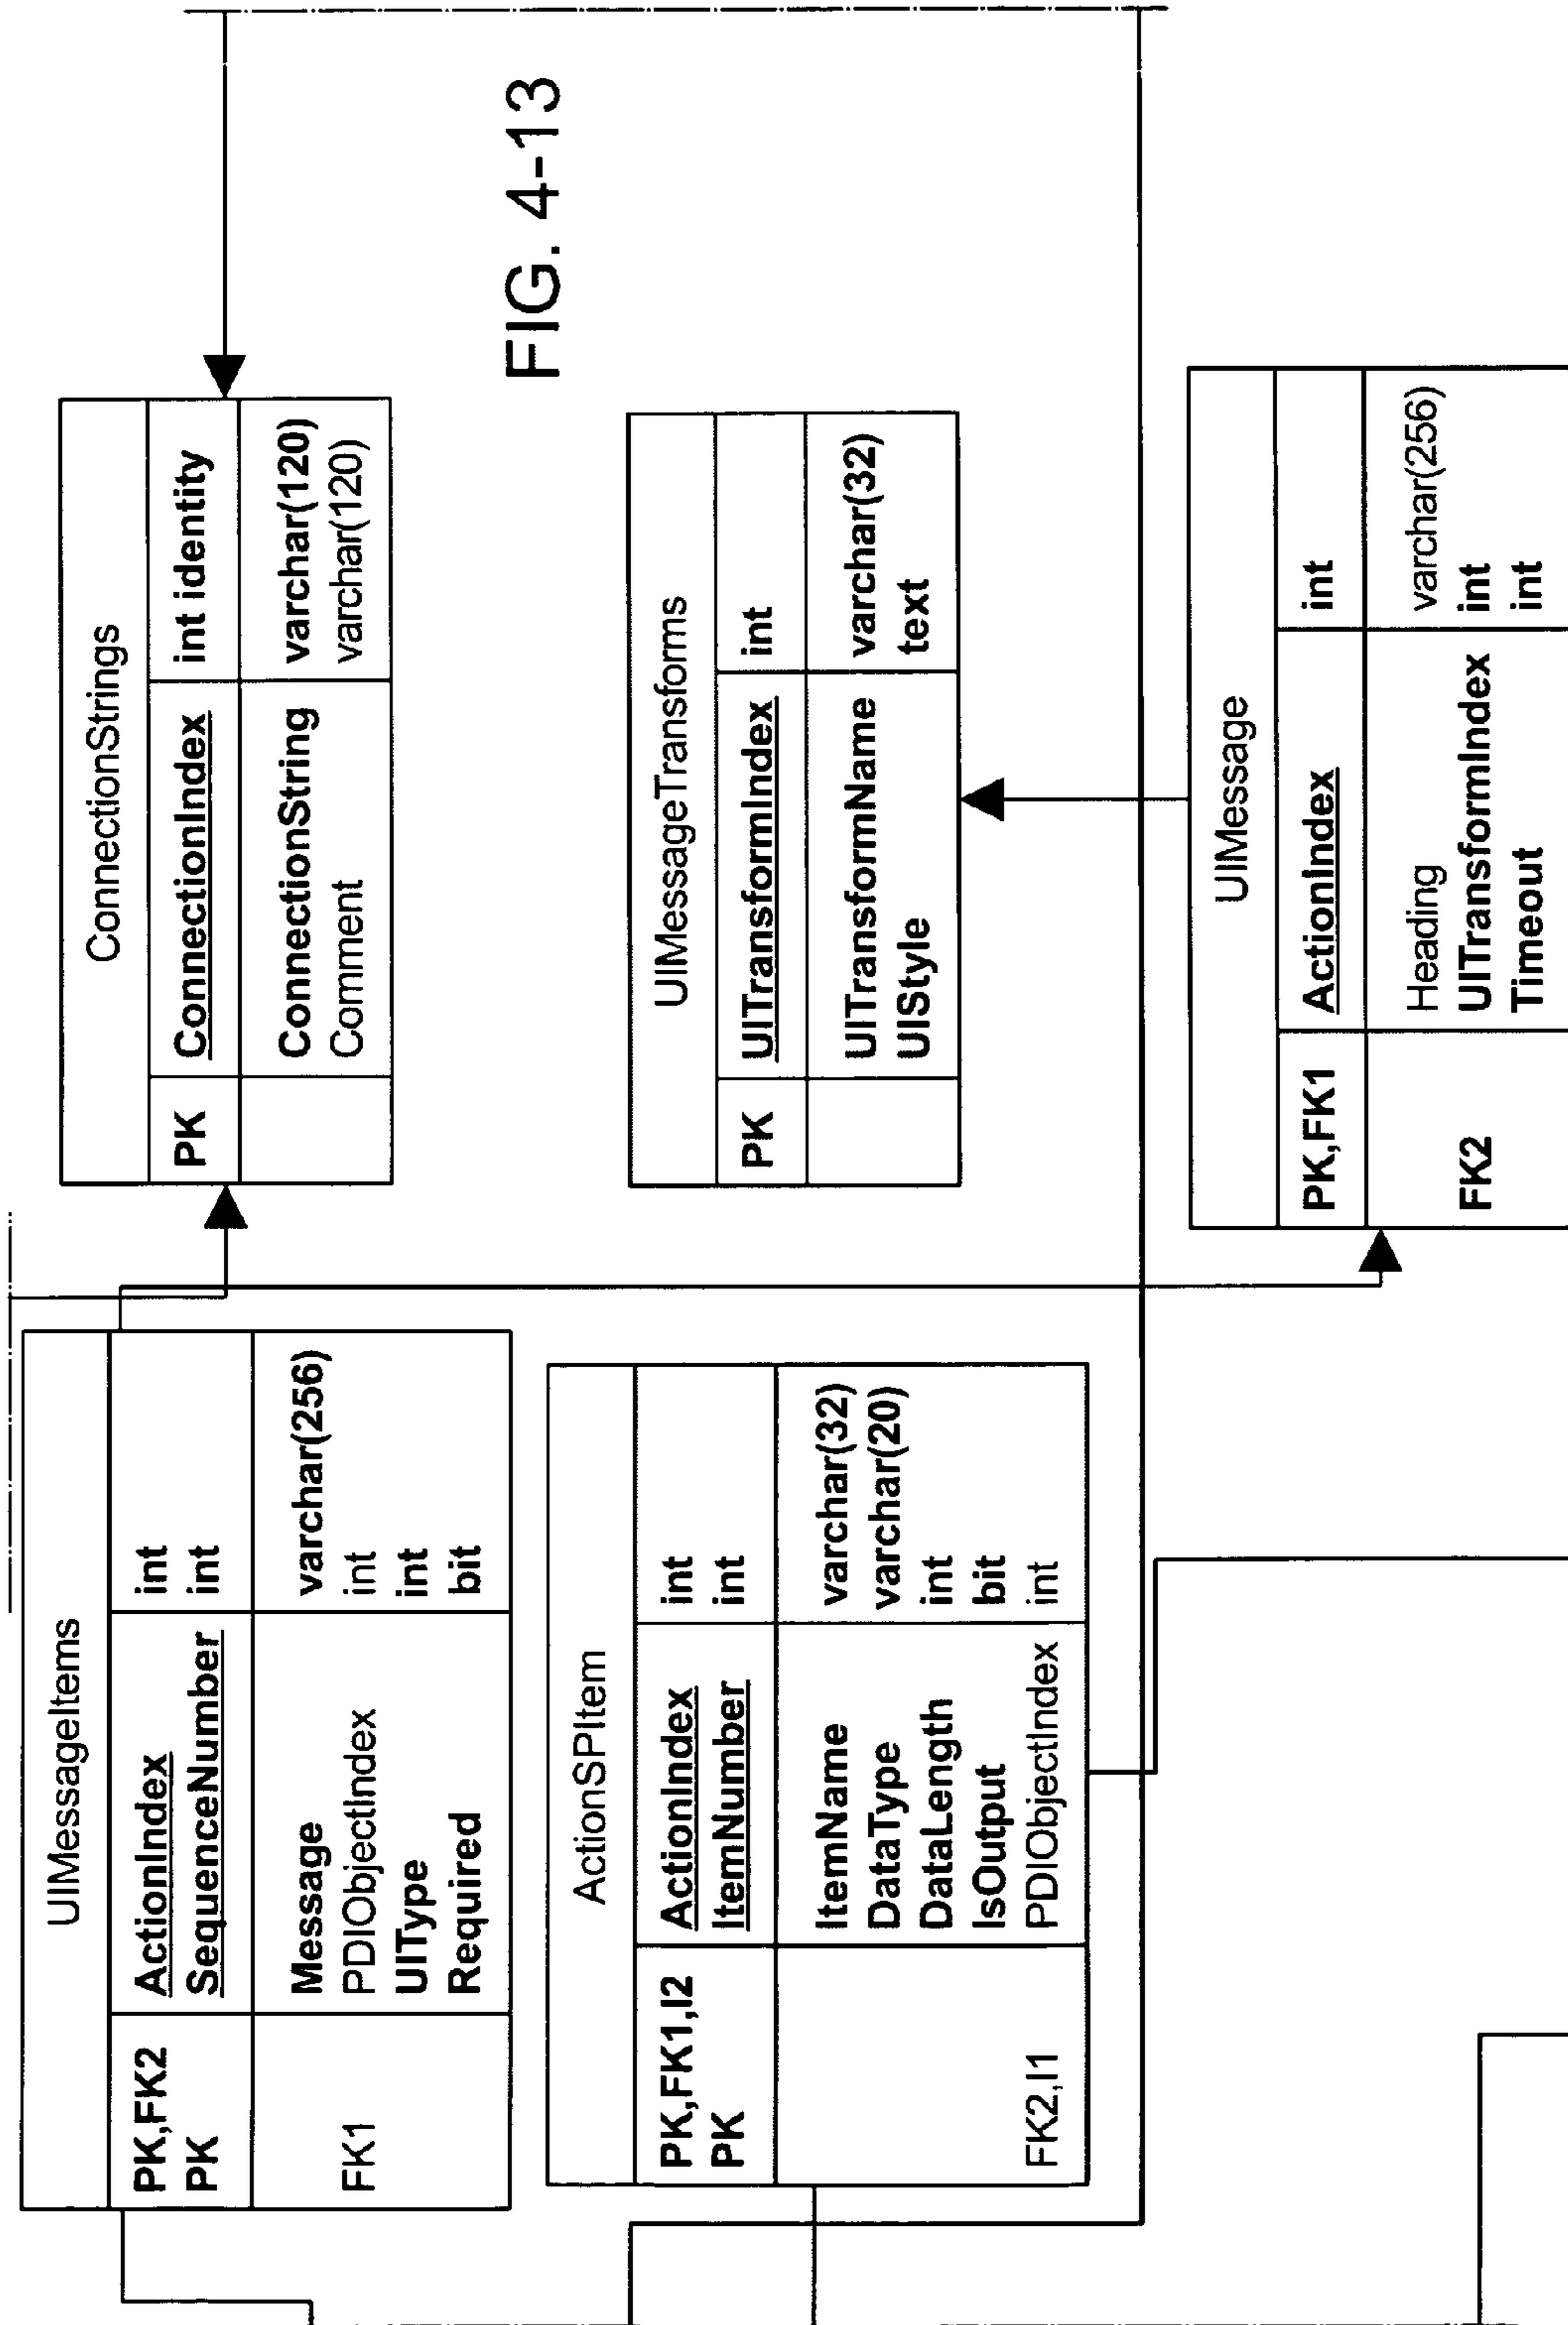 UIMessageItems
PK,FK2 ActionIndex int
PK SequenceNumber int
Message varchar(256)
FK1 PDIObjectIndex int
UIType int
Required bit
ConnectionStrings
PK ConnectionIndex int identity
ConnectionString varchar(120)
Comment varchar(120)
FIG. 4-13
ActionSPItem
PK,FK1,I2 ActionIndex int
PK ItemNumber int
ItemName varchar(32)
DataType varchar(20)
DataLength int
IsOutput bit
FK2,I1 PDIObjectIndex int
UIMessageTransforms
PK UITransformIndex int
UITransformName varchar(32)
UIStyle text
UIMessage
PK,FK1 ActionIndex int
Heading varchar(256)
FK2 UITransformIndex int
Timeout int